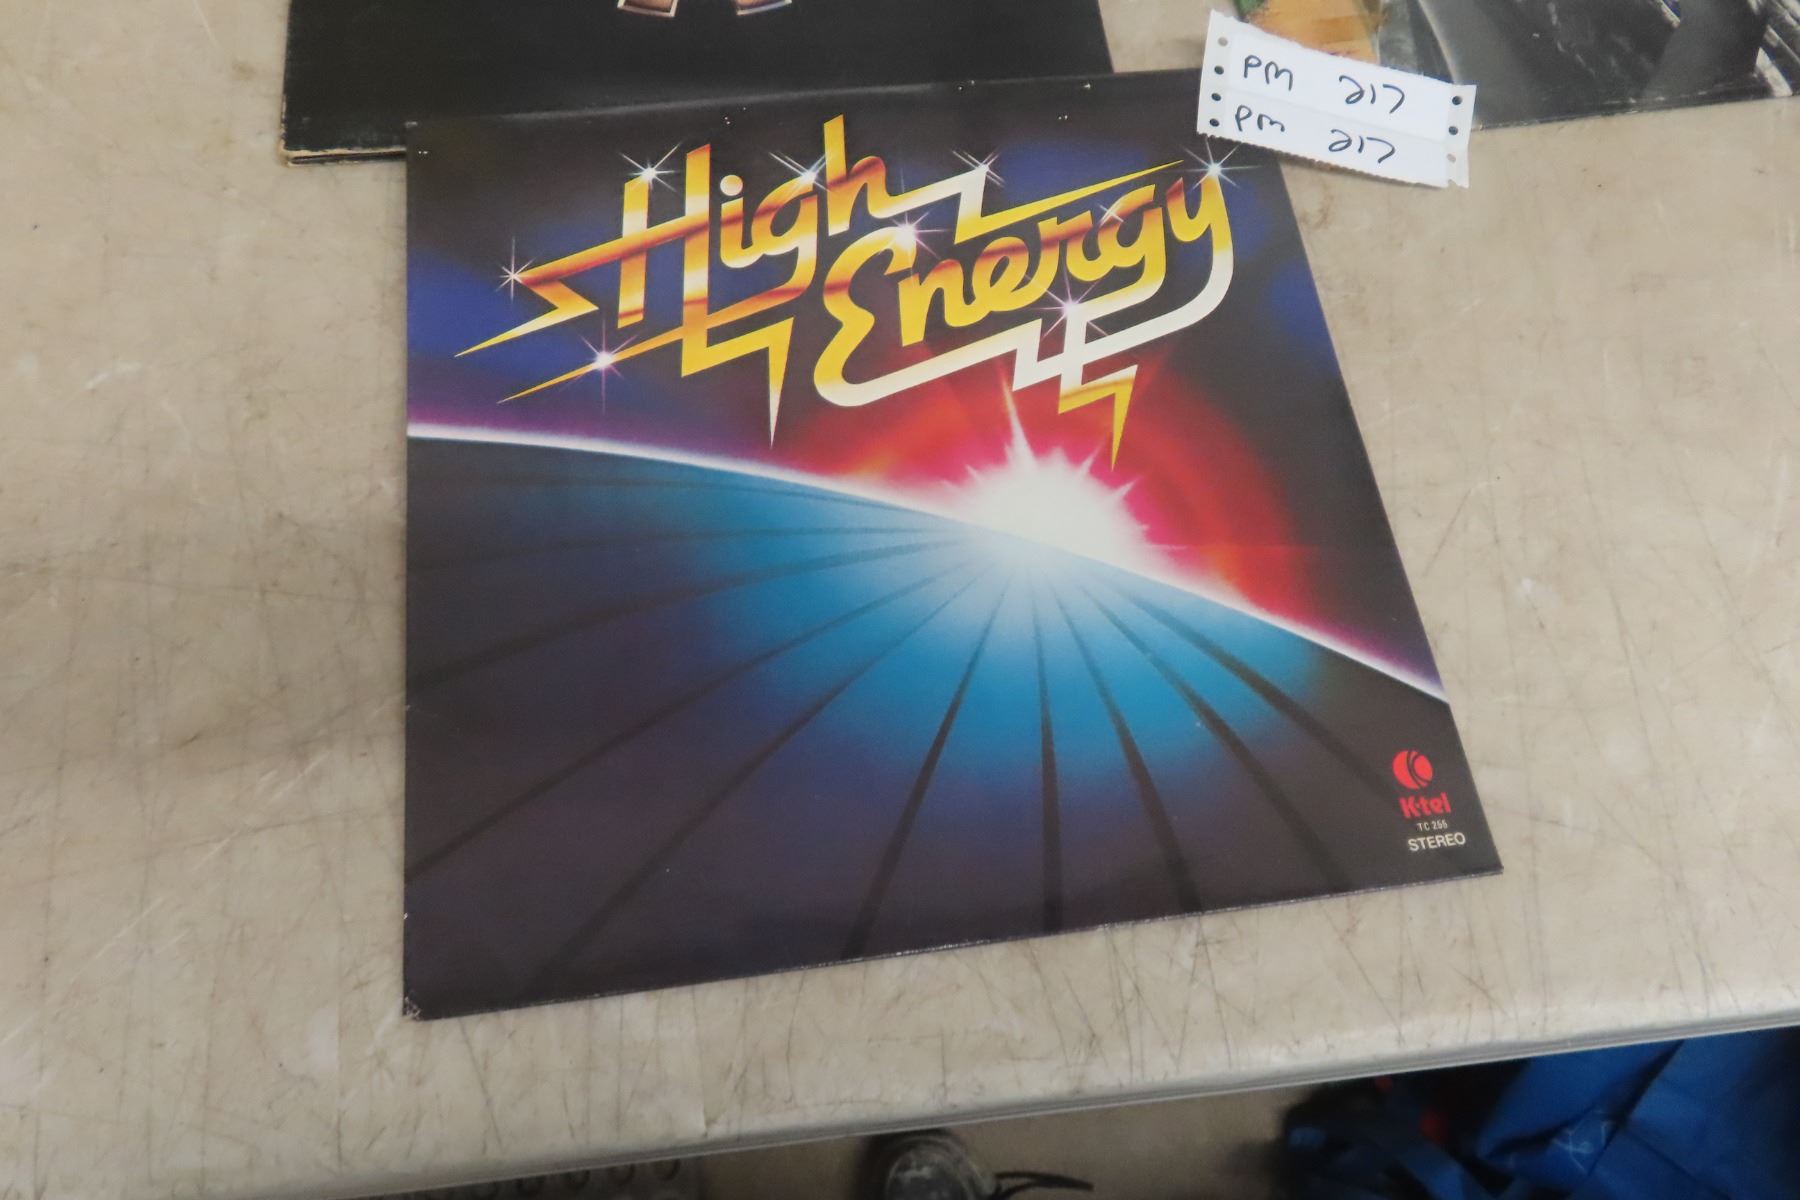 PM 217
PM 217
High
Energy
K-tel
TC 255
STEREO